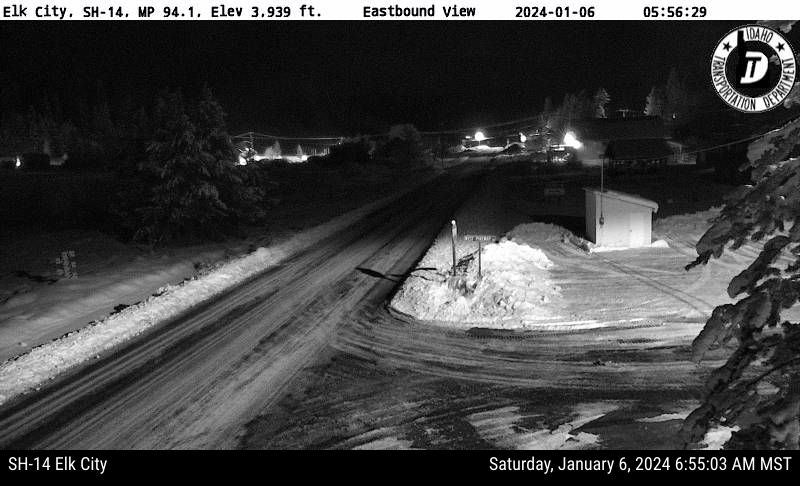 Elk City, SH-14, MP 94.1, Elev 3,939 ft. Eastbound View 2024-01-06 05:56:29
IDAHO
TRANSPORTATION DEPARTMENT
SH-14 Elk City
Saturday, January 6, 2024 6:55:03 AM MST